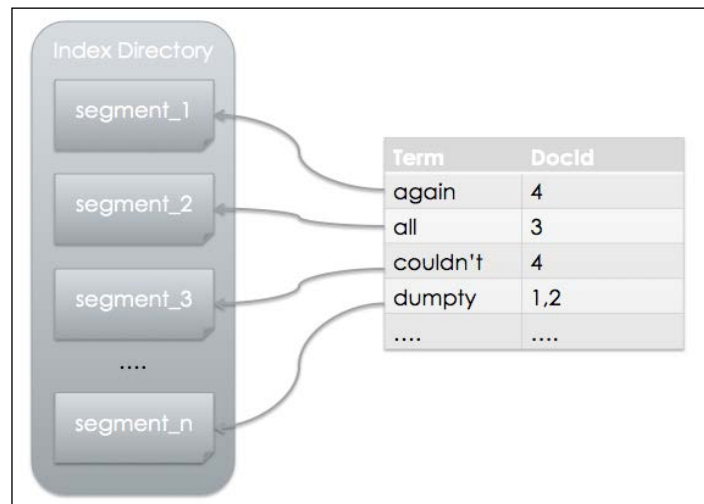 Index Directory
segment_1
segment_2
segment_3
....
segment_n
Term DocId
again 4
all 3
couldn't 4
dumpty 1,2
.... ....